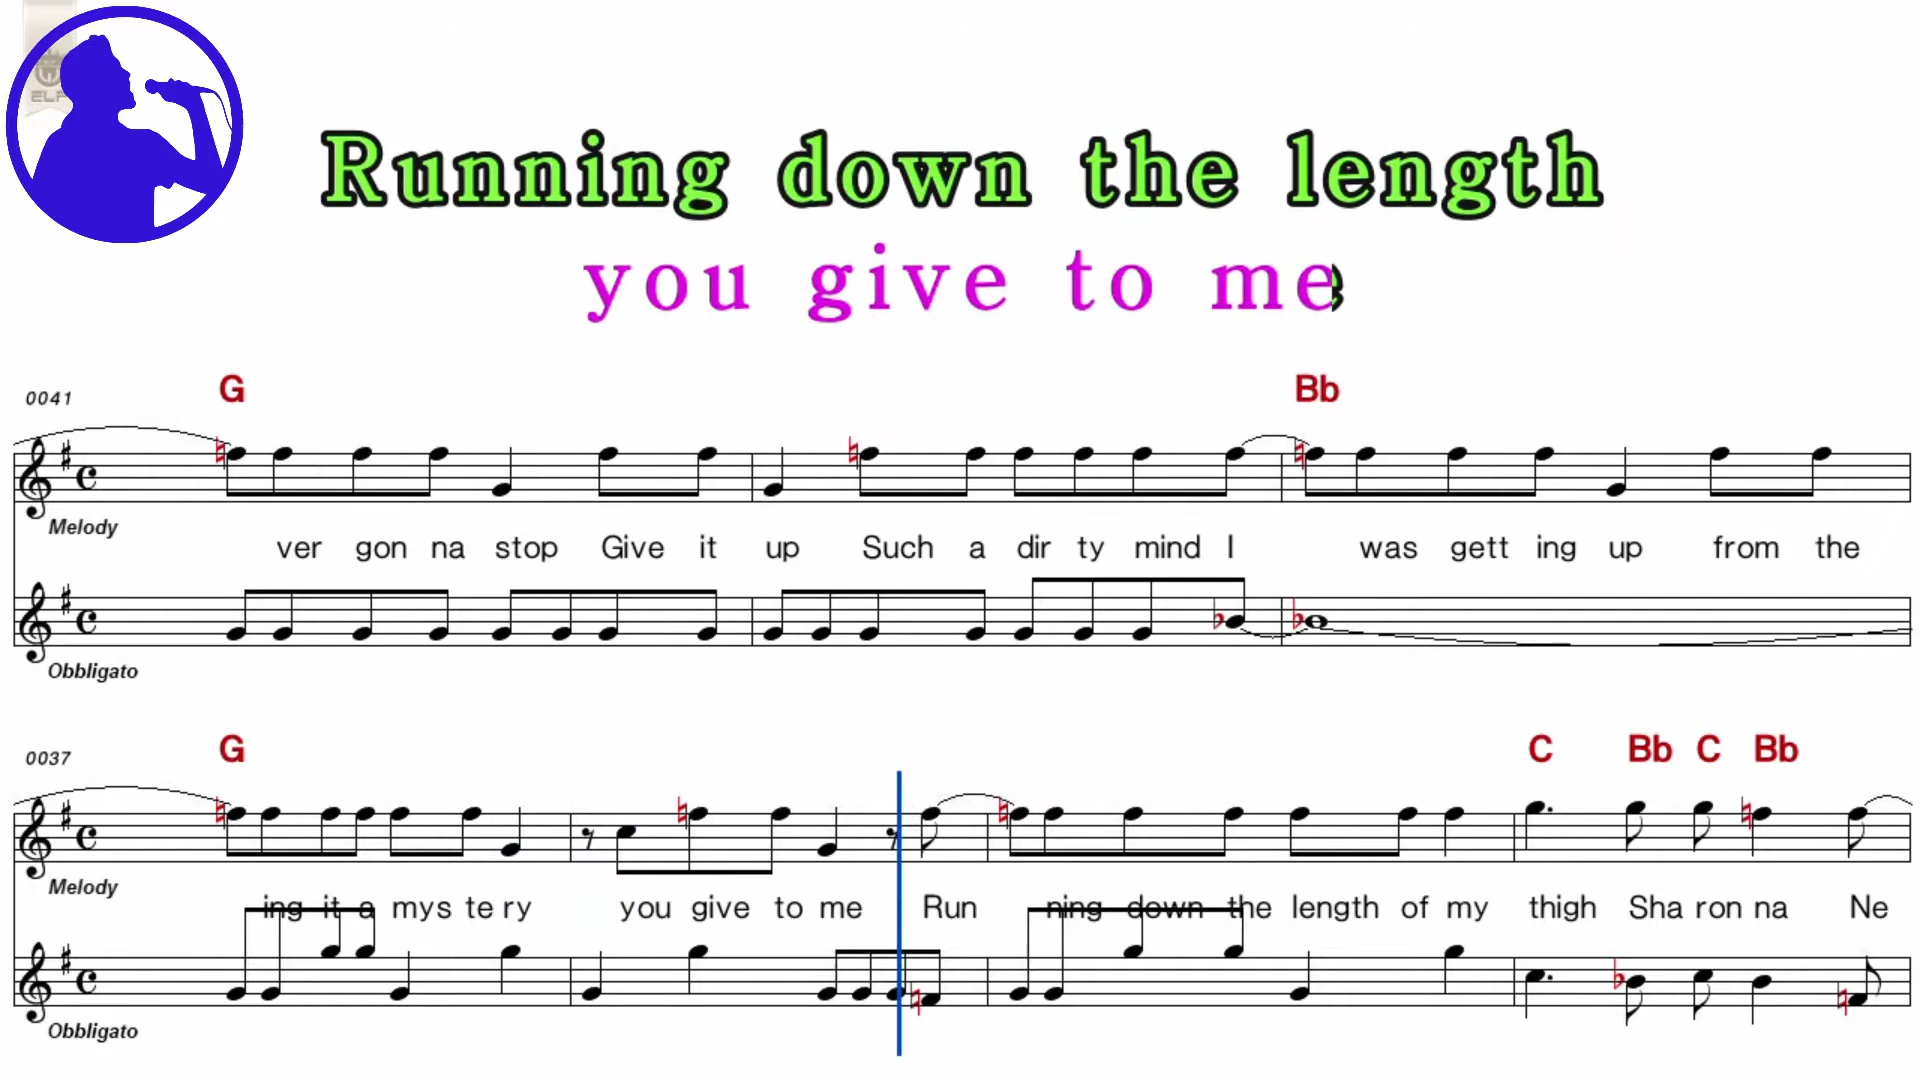 ELF
Running down the length
you give to me
0041 G Bb
Melody
ver gon na stop Give it up Such a dir ty mind I was gett ing up from the
Obbligato
0037 G C Bb C Bb
Melody
ing it a mys te ry you give to me Run ning down the length of my thigh Sha ron na Ne
Obbligato